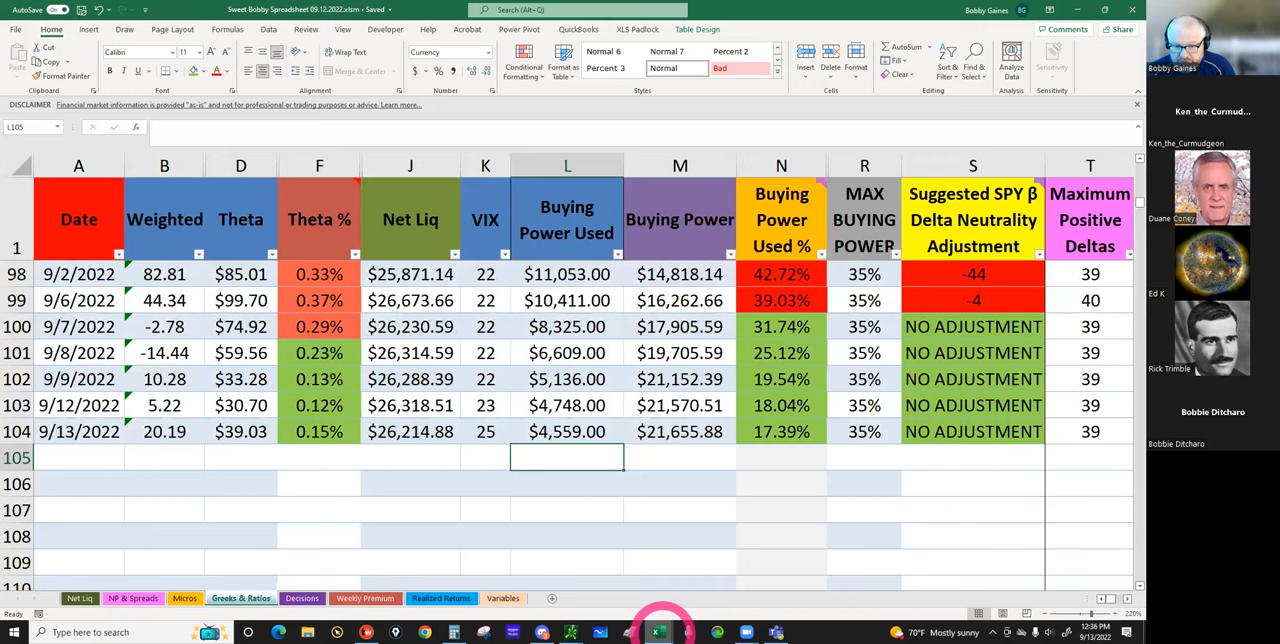 AutoSave On Sweet Bobby Spreadsheet 09.12.2022.xlsm • Saved Search (Alt+Q) Bobby Gaines BG
File Home Insert Draw Page Layout Formulas Data Review View Developer Help Acrobat Power Pivot QuickBooks XLS Padlock Table Design Comments Share
Paste Cut Copy Format Painter
Calibri 11 Wrap Text Merge & Center Currency
B I U A $ % 9
Conditional Formatting Format as Table
Normal 6 Normal 7 Percent 2
Percent 3 Normal Bad
Insert Delete Format
AutoSum Fill Clear
Sort & Filter Find & Select Analyze Data Sensitivity
Clipboard Font Alignment Number Styles Cells Editing Analysis Sensitivity
DISCLAIMER Financial market information is provided "as-is" and not for professional or trading purposes or advice. Learn more...
L105 fx
A B D F J K L M N R S T
1 Date Weighted Theta Theta % Net Liq VIX Buying Power Used Buying Power Buying Power Used % MAX BUYING POWER Suggested SPY β Delta Neutrality Adjustment Maximum Positive Deltas
98 9/2/2022 82.81 $85.01 0.33% $25,871.14 22 $11,053.00 $14,818.14 42.72% 35% -44 39
99 9/6/2022 44.34 $99.70 0.37% $26,673.66 22 $10,411.00 $16,262.66 39.03% 35% -4 40
100 9/7/2022 -2.78 $74.92 0.29% $26,230.59 22 $8,325.00 $17,905.59 31.74% 35% NO ADJUSTMENT 39
101 9/8/2022 -14.44 $59.56 0.23% $26,314.59 22 $6,609.00 $19,705.59 25.12% 35% NO ADJUSTMENT 39
102 9/9/2022 10.28 $33.28 0.13% $26,288.39 22 $5,136.00 $21,152.39 19.54% 35% NO ADJUSTMENT 39
103 9/12/2022 5.22 $30.70 0.12% $26,318.51 23 $4,748.00 $21,570.51 18.04% 35% NO ADJUSTMENT 39
104 9/13/2022 20.19 $39.03 0.15% $26,214.88 25 $4,559.00 $21,655.88 17.39% 35% NO ADJUSTMENT 39
105
106
107
108
109
110
Net Liq NP & Spreads Micros Greeks & Ratios Decisions Weekly Premium Realized Returns Variables
Ready 220%
Type here to search 70°F Mostly sunny 12:36 PM
9/13/2022
Bobby Gaines
Ken_the_Curmud...
Ken_the_Curmudgeon
Duane Coney
Ed K
Rick Trimble
Bobbie Ditcharo
Bobbie Ditcharo